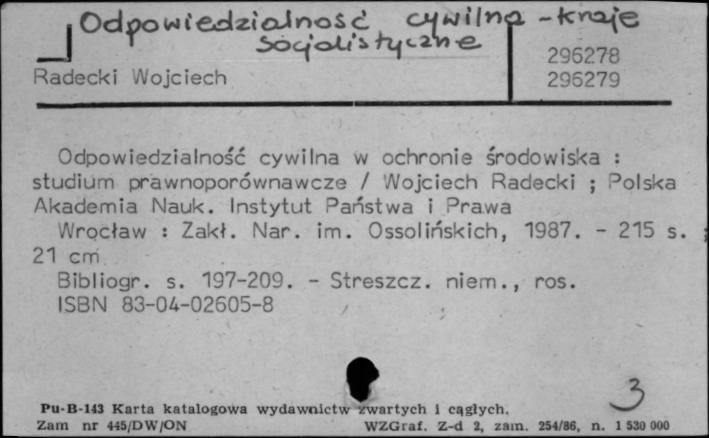 Odpowiedzialność cywilna - kraje
socjalistyczne
296278
Radecki Wojciech 296279
Odpowiedzialność cywilna w ochronie środowiska :
studium prawnoporównawcze / Wojciech Radecki ; Polska
Akademia Nauk. Instytut Państwa i Prawa
Wrocław : Zakł. Nar. im. Ossolińskich, 1987. - 215 s. ;
21 cm
Bibliogr. s. 197-209. - Streszcz. niem., ros.
ISBN 83-04-02605-8
3
Pu-B-143 Karta katalogowa wydawnictw zwartych i ciągłych.
Zam nr 445/DW/ON WZGraf. Z-d 2, zam. 254/86, n. 1 530 000